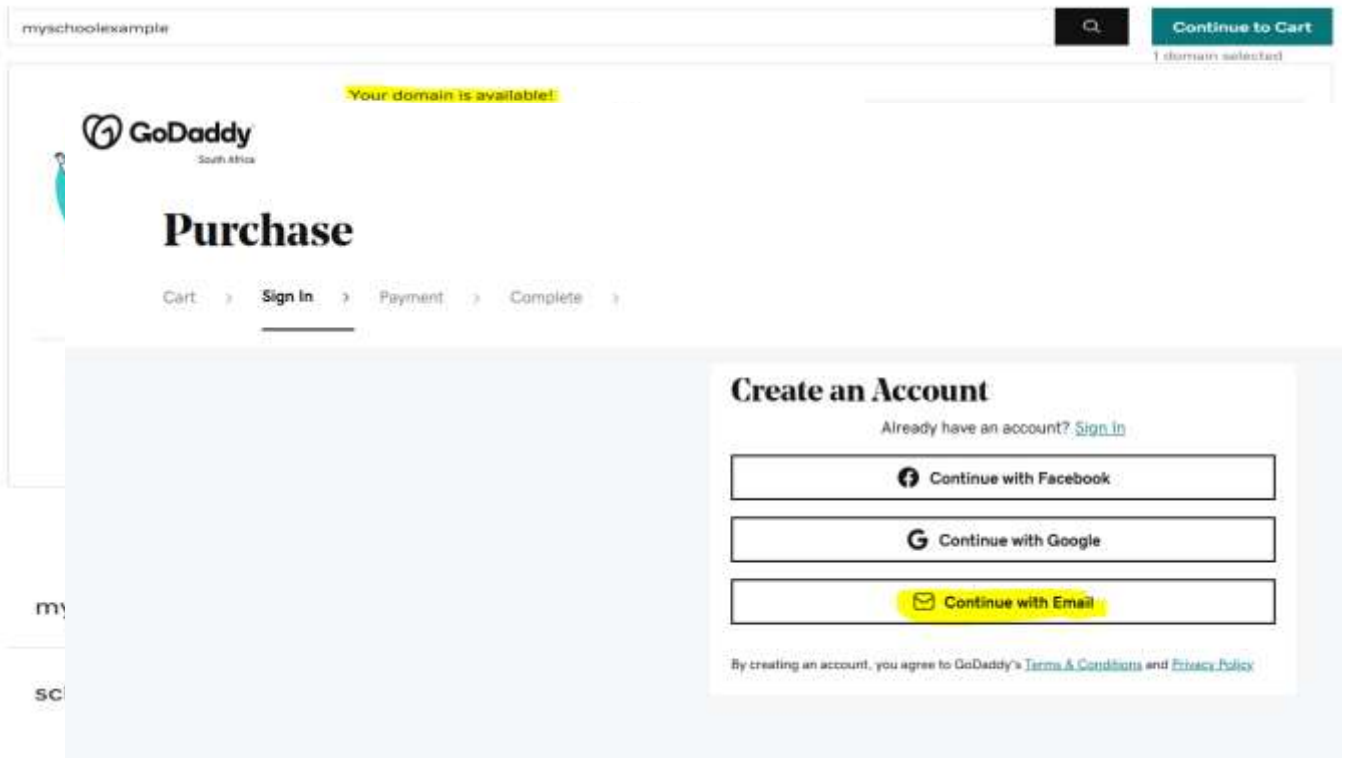 myschoolexample
Continue to Cart
1 domain selected
Your domain is available!
GoDaddy
South Africa
Purchase
Cart > Sign In > Payment > Complete >
Create an Account
Already have an account? Sign In
Continue with Facebook
Continue with Google
Continue with Email
my
By creating an account, you agree to GoDaddy's Terms & Conditions and Privacy Policy
sc